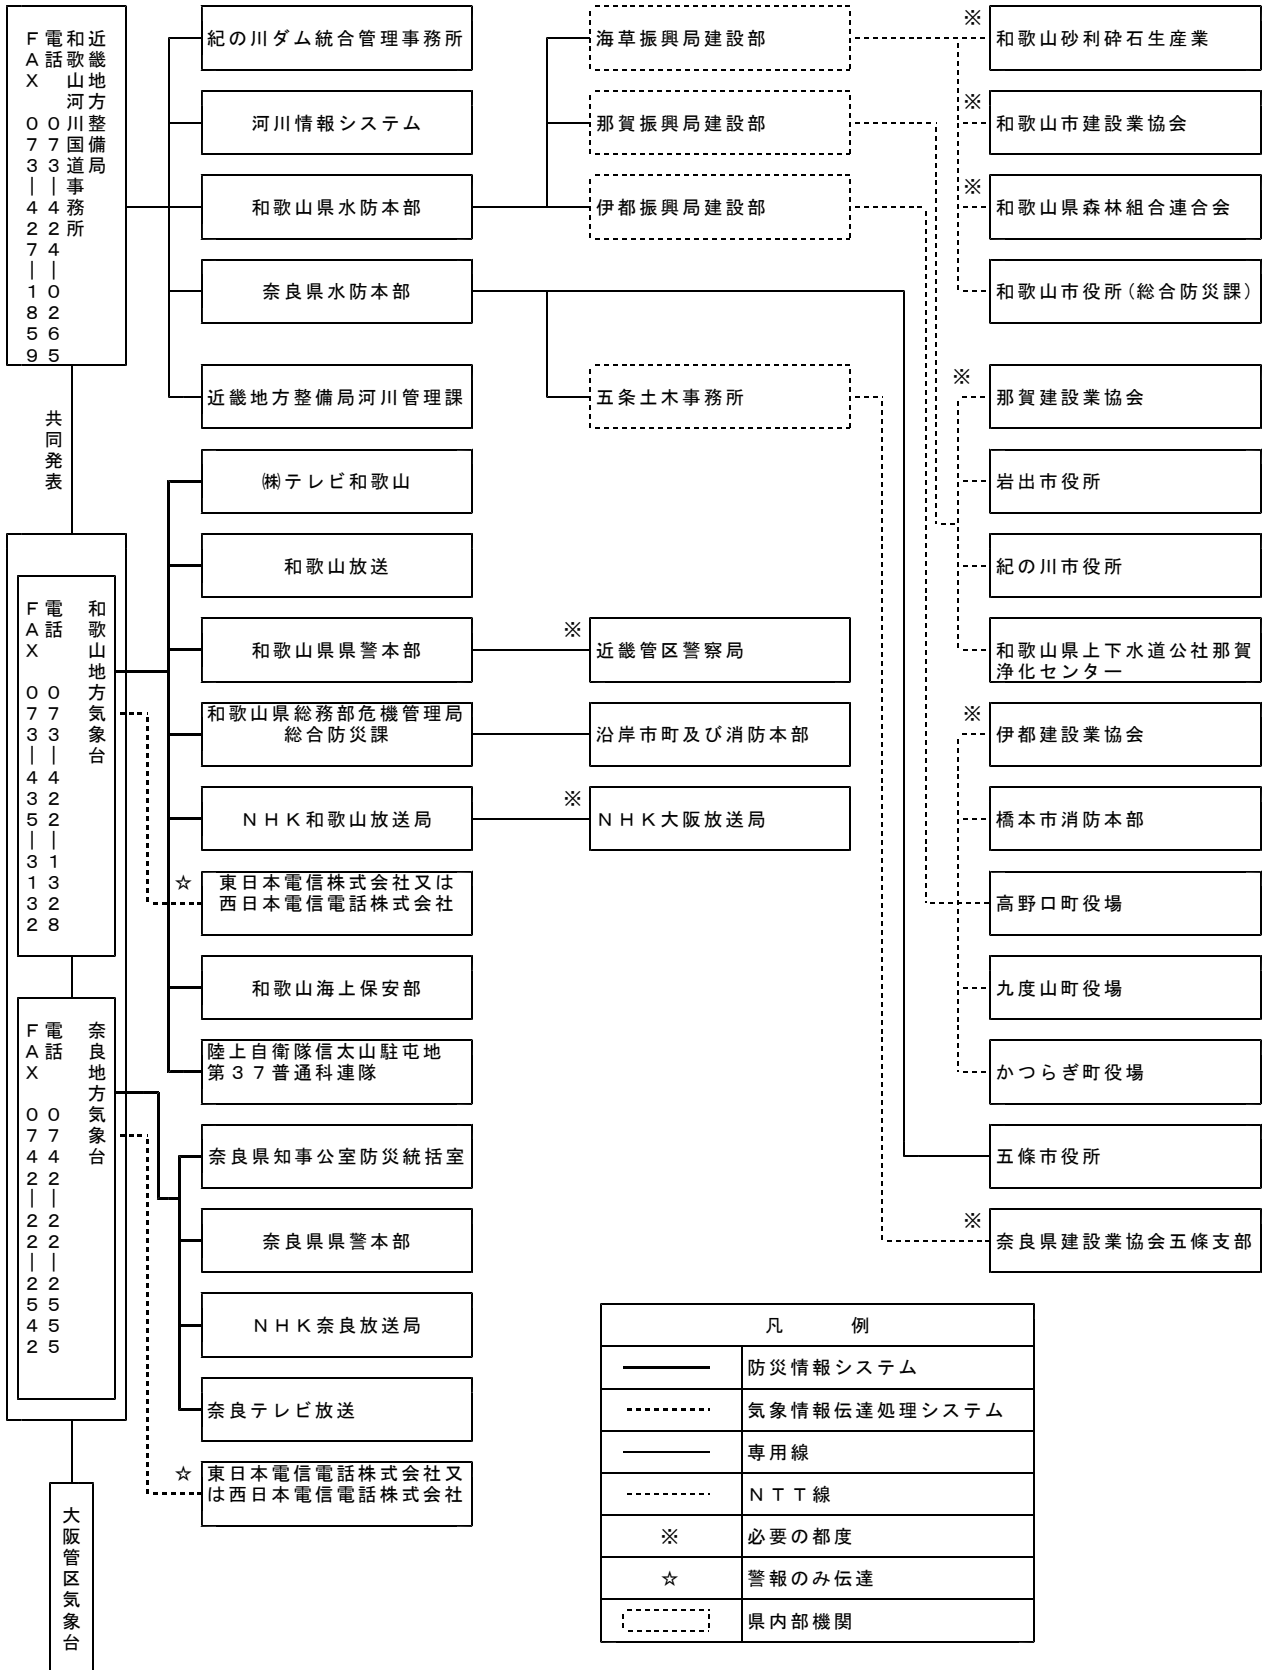 近畿地方整備局
和歌山河川国道事務所
電話 ０７３―４２４―０２６５
ＦＡＸ ０７３―４２７―１８５９
共同発表
和歌山地方気象台
電話 ０７３―４２２―１３２８
ＦＡＸ ０７３―４３５―３１３２
奈良地方気象台
電話 ０７４２―２２―２５５５
ＦＡＸ ０７４２―２２―２５４２
大阪管区気象台
紀の川ダム統合管理事務所
河川情報システム
和歌山県水防本部
奈良県水防本部
近畿地方整備局河川管理課
㈱テレビ和歌山
和歌山放送
和歌山県県警本部
和歌山県総務部危機管理局
総合防災課
ＮＨＫ和歌山放送局
☆
東日本電信株式会社又は
西日本電信電話株式会社
和歌山海上保安部
陸上自衛隊信太山駐屯地
第３７普通科連隊
奈良県知事公室防災統括室
奈良県県警本部
ＮＨＫ奈良放送局
奈良テレビ放送
☆
東日本電信電話株式会社又
は西日本電信電話株式会社
海草振興局建設部
那賀振興局建設部
伊都振興局建設部
五条土木事務所
※
近畿管区警察局
沿岸市町及び消防本部
※
ＮＨＫ大阪放送局
※
和歌山砂利砕石生産業
※
和歌山市建設業協会
※
和歌山県森林組合連合会
和歌山市役所（総合防災課）
※
那賀建設業協会
岩出市役所
紀の川市役所
和歌山県上下水道公社那賀
浄化センター
※
伊都建設業協会
橋本市消防本部
高野口町役場
九度山町役場
かつらぎ町役場
五條市役所
※
奈良県建設業協会五條支部
凡 例
防災情報システム
気象情報伝達処理システム
専用線
ＮＴＴ線
※ 必要の都度
☆ 警報のみ伝達
県内部機関